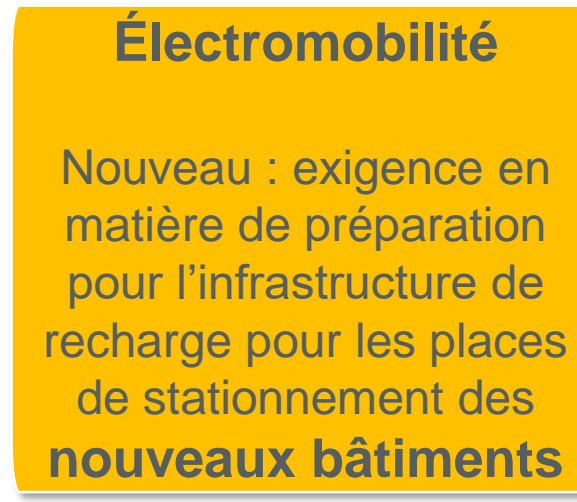 Électromobilité
Nouveau : exigence en
matière de préparation
pour l’infrastructure de
recharge pour les places
de stationnement des
nouveaux bâtiments